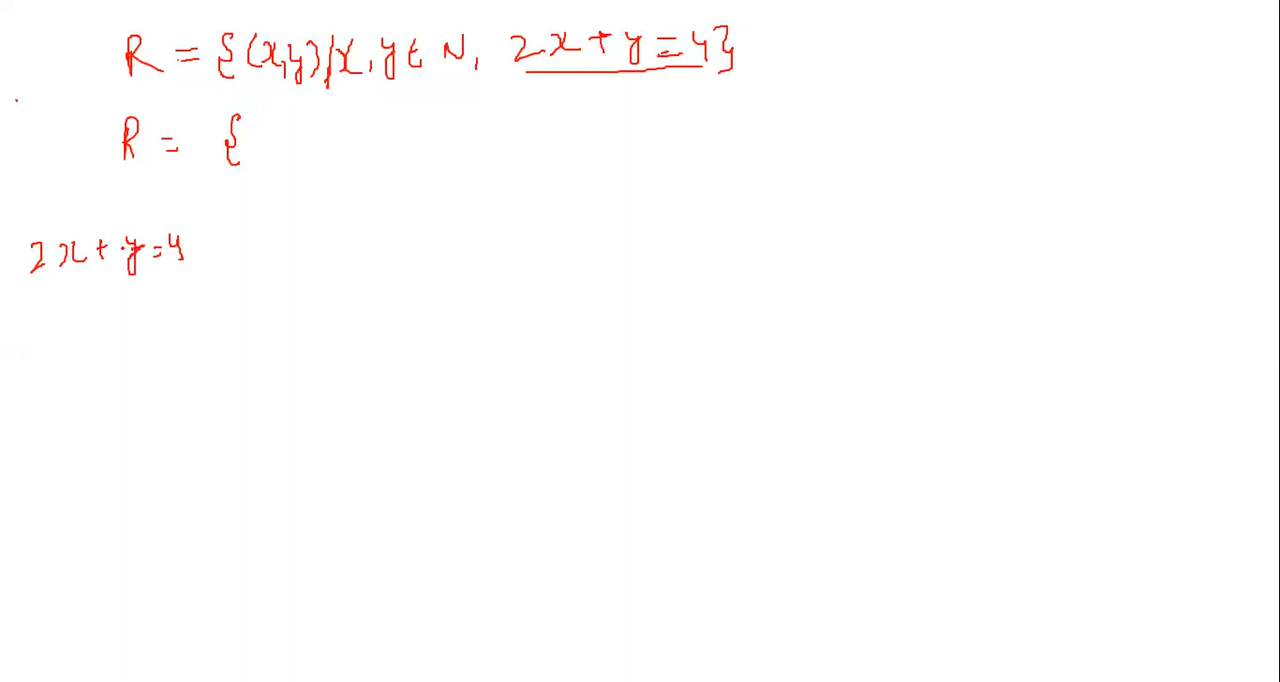 R = {(x,y)/x, y ∈ N, 2x + y = 4}
R = {
2x + y = 4